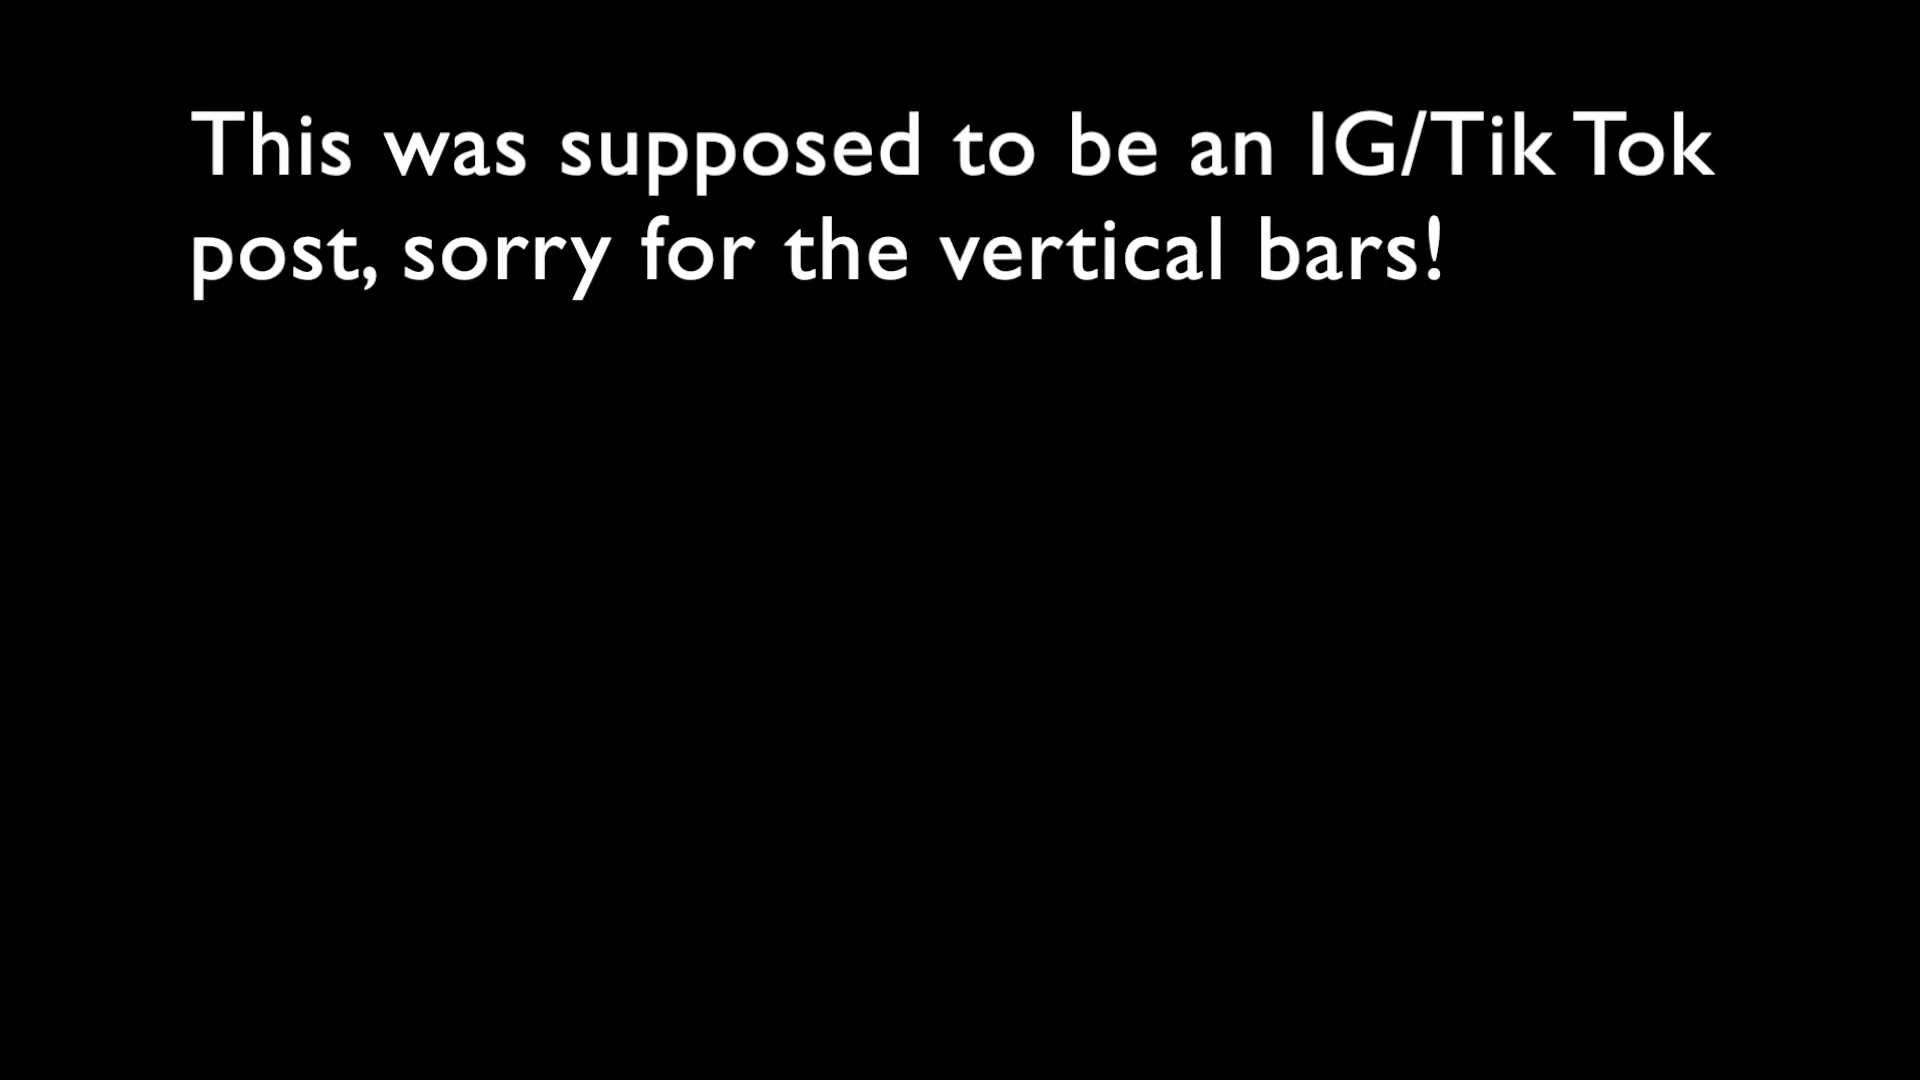 This was supposed to be an IG/Tik Tok
post, sorry for the vertical bars!